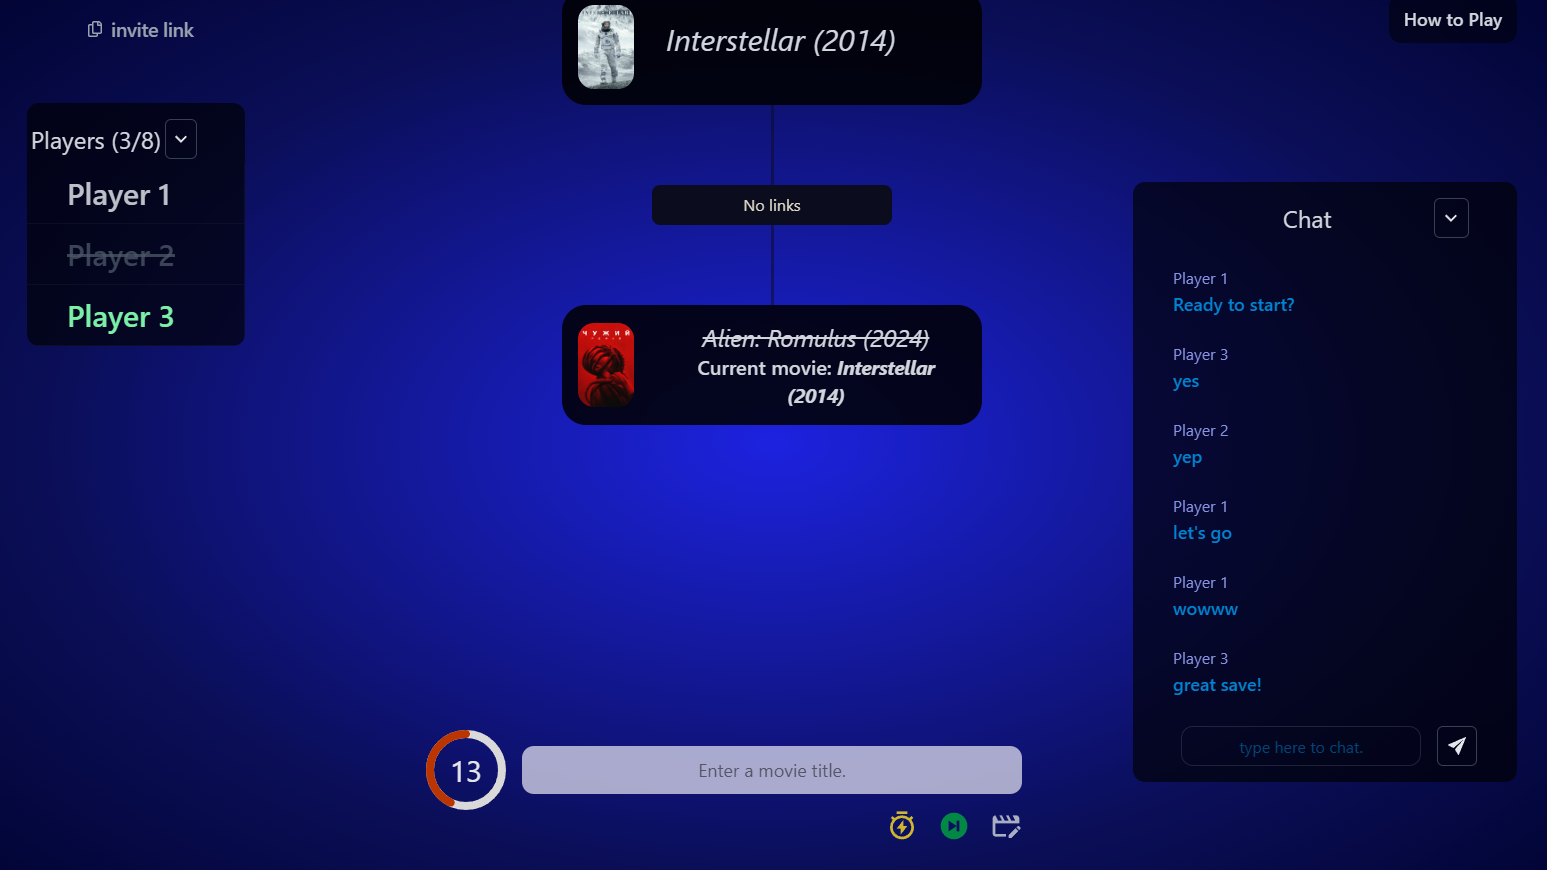 invite link
Interstellar (2014)
How to Play
Players (3/8)
Player 1
Player 2
Player 3
No links
ЧУЖИЙ
Alien: Romulus (2024)
Current movie: Interstellar
(2014)
Chat
Player 1
Ready to start?
Player 3
yes
Player 2
yep
Player 1
let's go
Player 1
wowww
Player 3
great save!
type here to chat.
13
Enter a movie title.